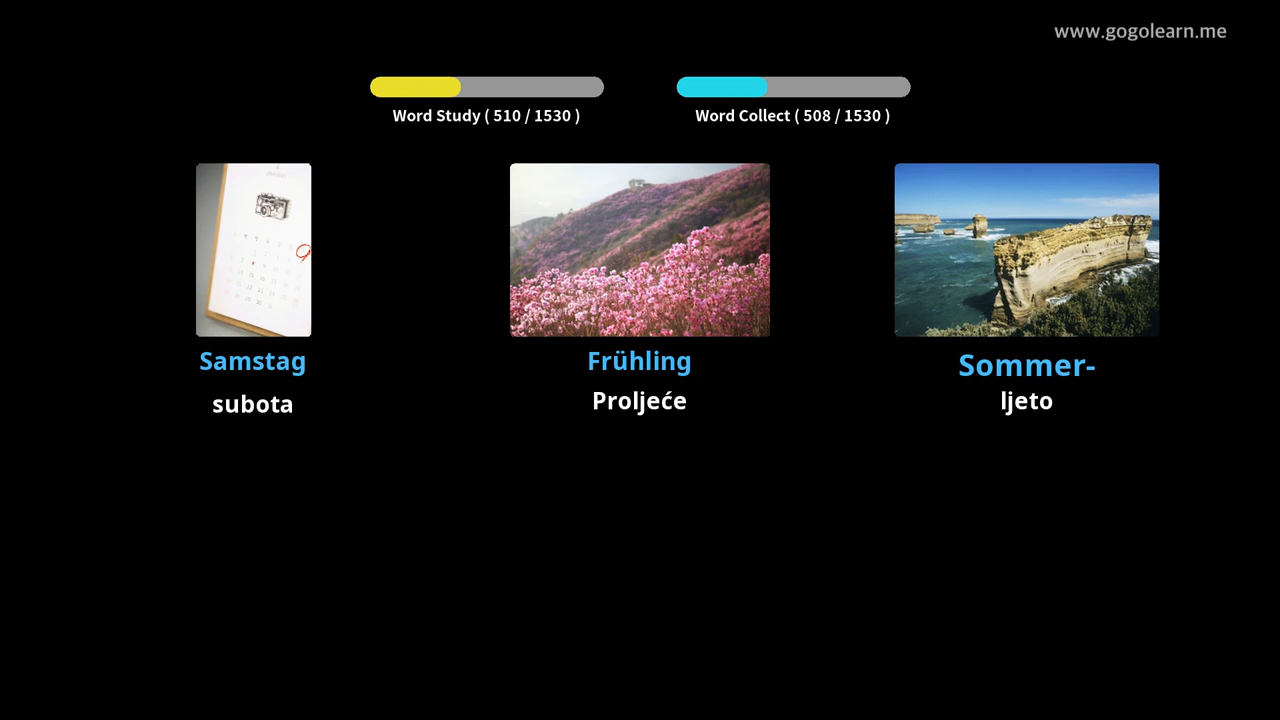 www.gogolearn.me
Word Study ( 510 / 1530 )
Word Collect ( 508 / 1530 )
Samstag
Frühling
Sommer-
subota
Proljeće
ljeto